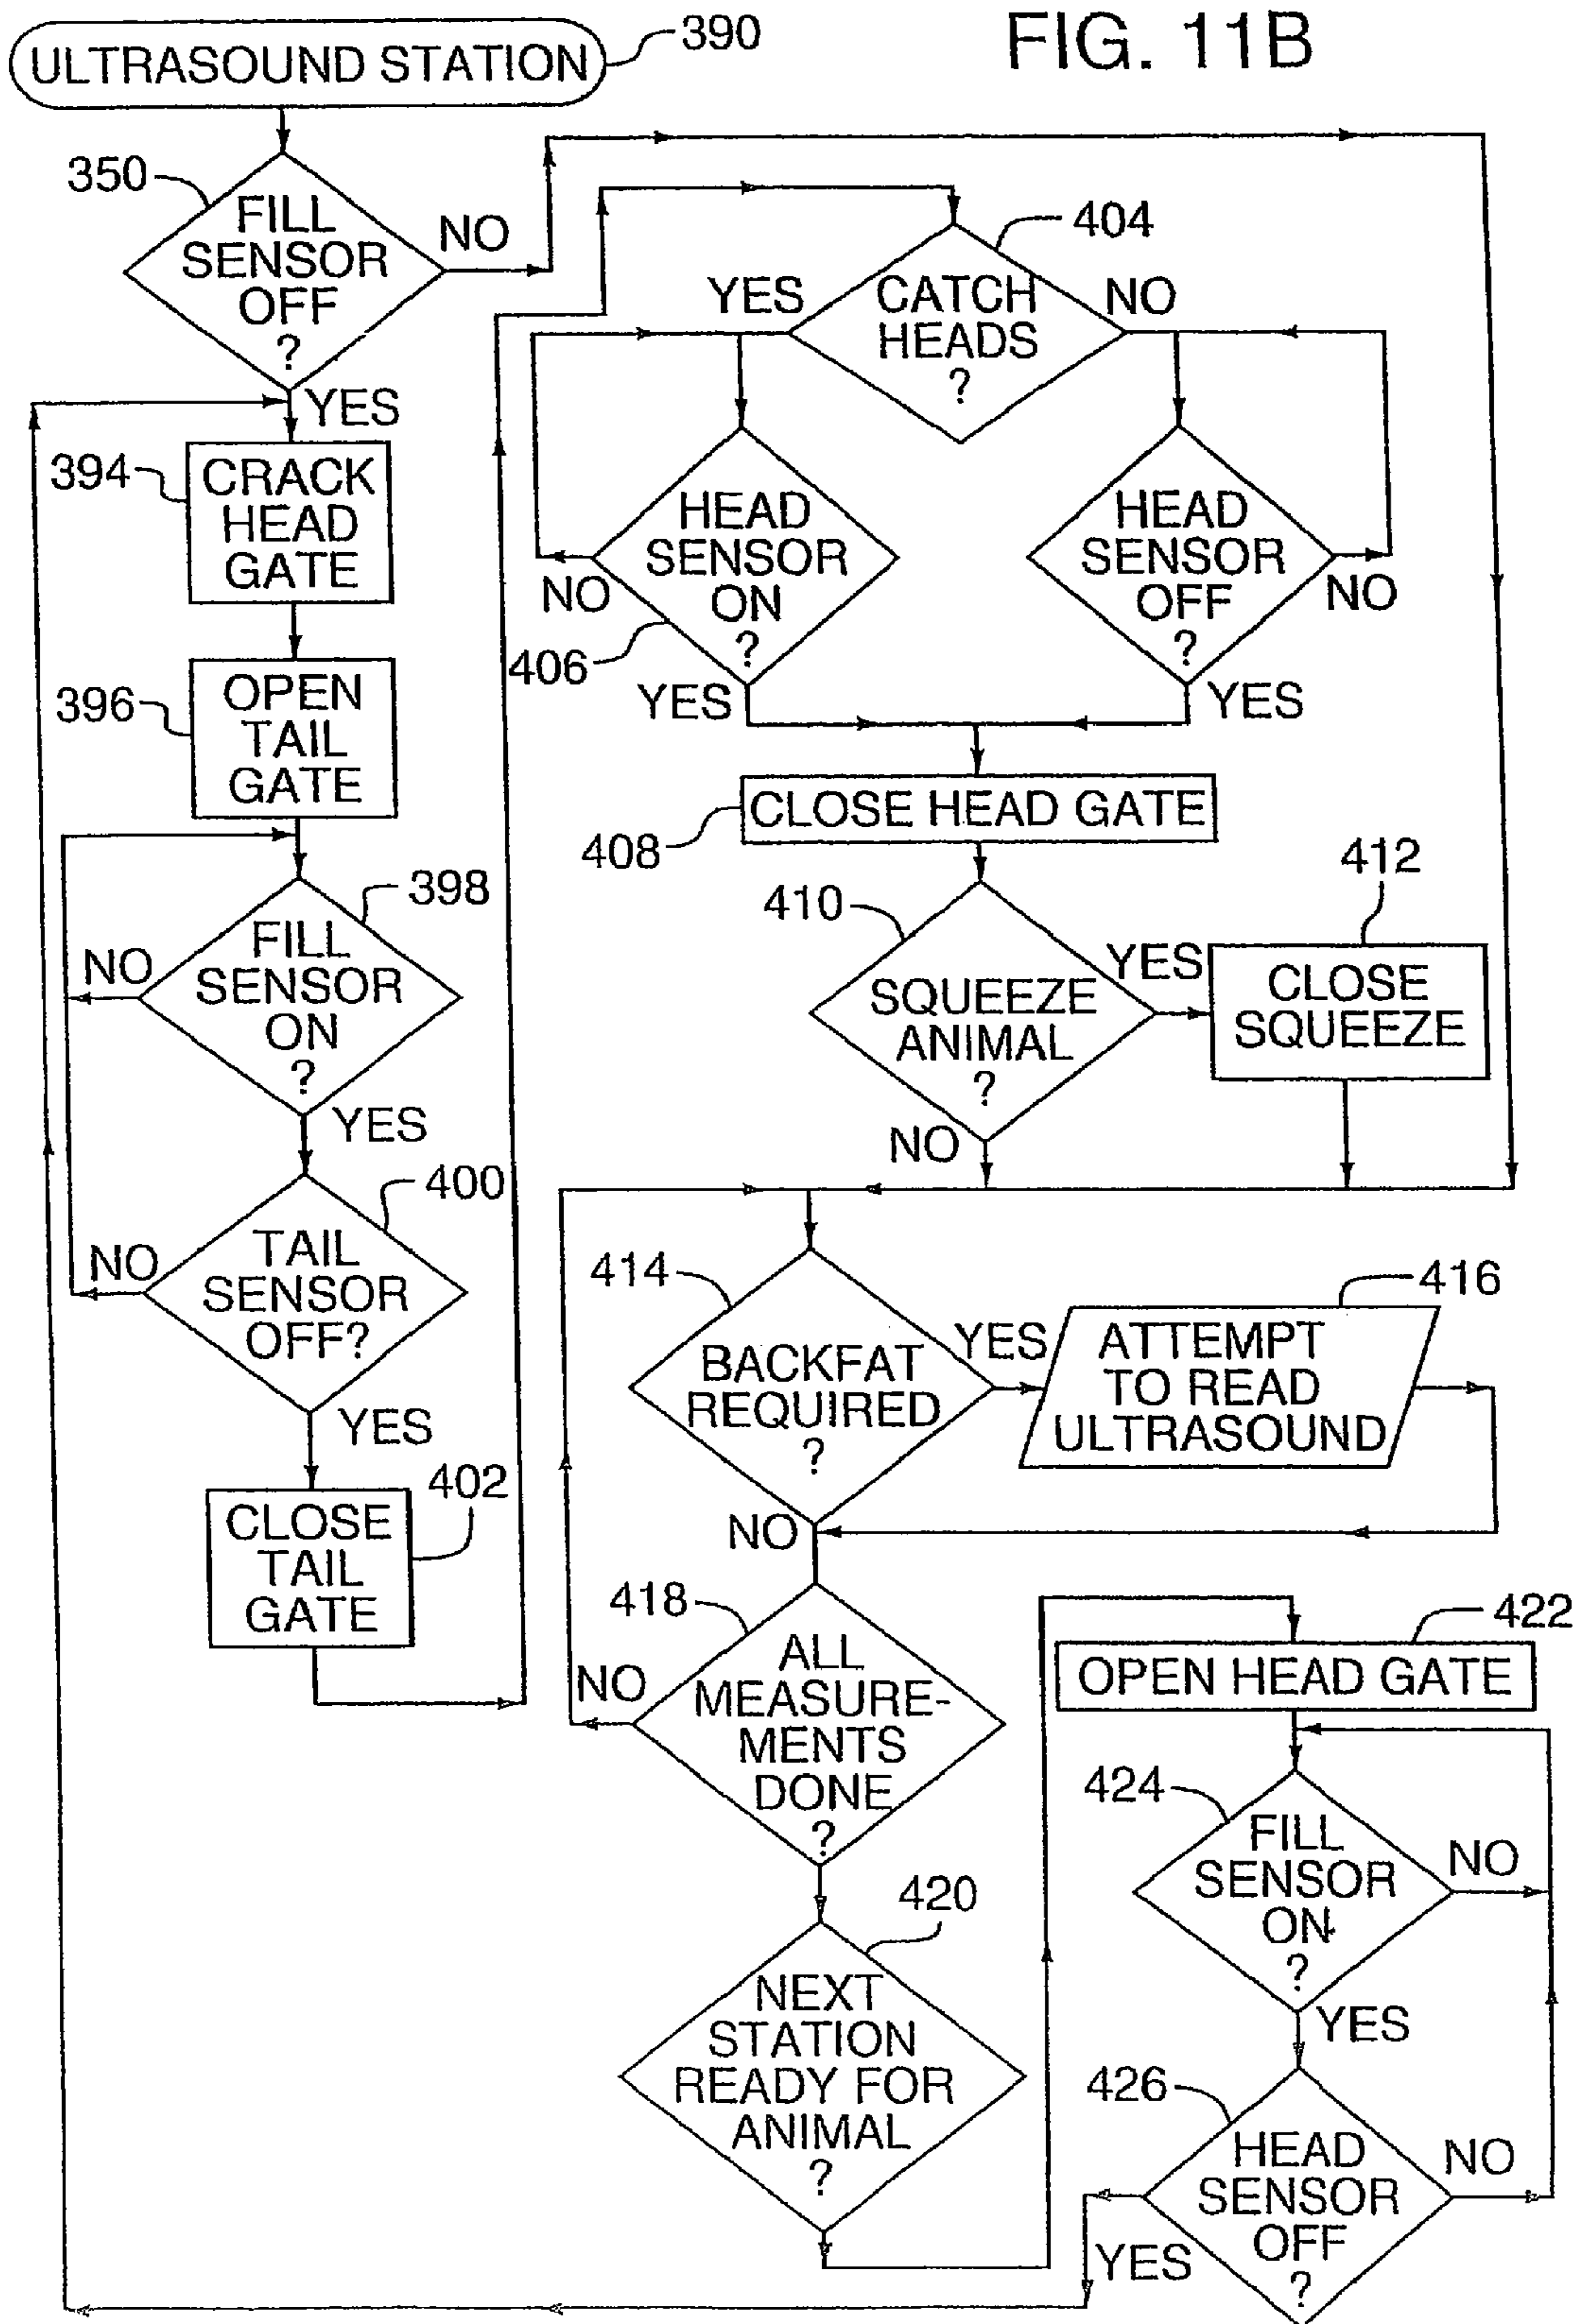 FIG. 11B
ULTRASOUND STATION
390
350
FILL
SENSOR
OFF
?
NO
YES
394
CRACK
HEAD
GATE
396
OPEN
TAIL
GATE
398
FILL
SENSOR
ON
?
NO
YES
400
TAIL
SENSOR
OFF?
NO
YES
402
CLOSE
TAIL
GATE
404
CATCH
HEADS
?
YES
NO
HEAD
SENSOR
ON
?
NO
406
YES
HEAD
SENSOR
OFF
?
NO
YES
CLOSE HEAD GATE
408
410
SQUEEZE
ANIMAL
?
YES
NO
412
CLOSE
SQUEEZE
414
BACKFAT
REQUIRED
?
YES
NO
416
ATTEMPT
TO READ
ULTRASOUND
418
ALL
MEASURE-
MENTS
DONE
?
NO
420
NEXT
STATION
READY FOR
ANIMAL
?
422
OPEN HEAD GATE
424
FILL
SENSOR
ON
?
NO
YES
426
HEAD
SENSOR
OFF
?
NO
YES